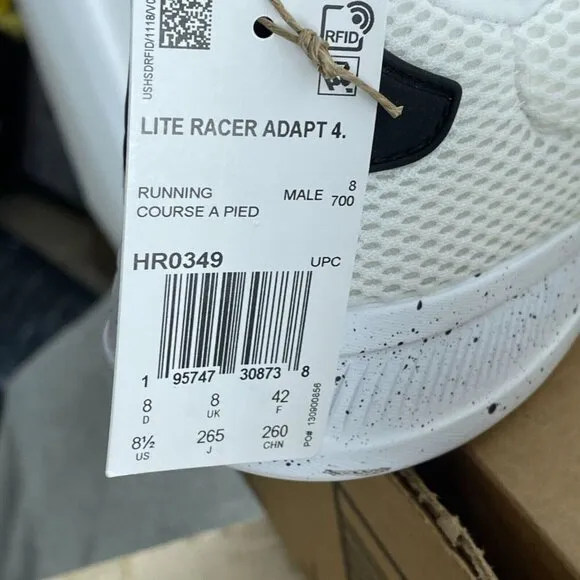 USHSDRFID/1118/V0
RFID
LITE RACER ADAPT 4.
RUNNING
COURSE A PIED
MALE 8
700
HR0349
UPC
1 95747 30873 8
8 8 42
D UK F
8½ 265 260
US J CHN
PO# 130900856